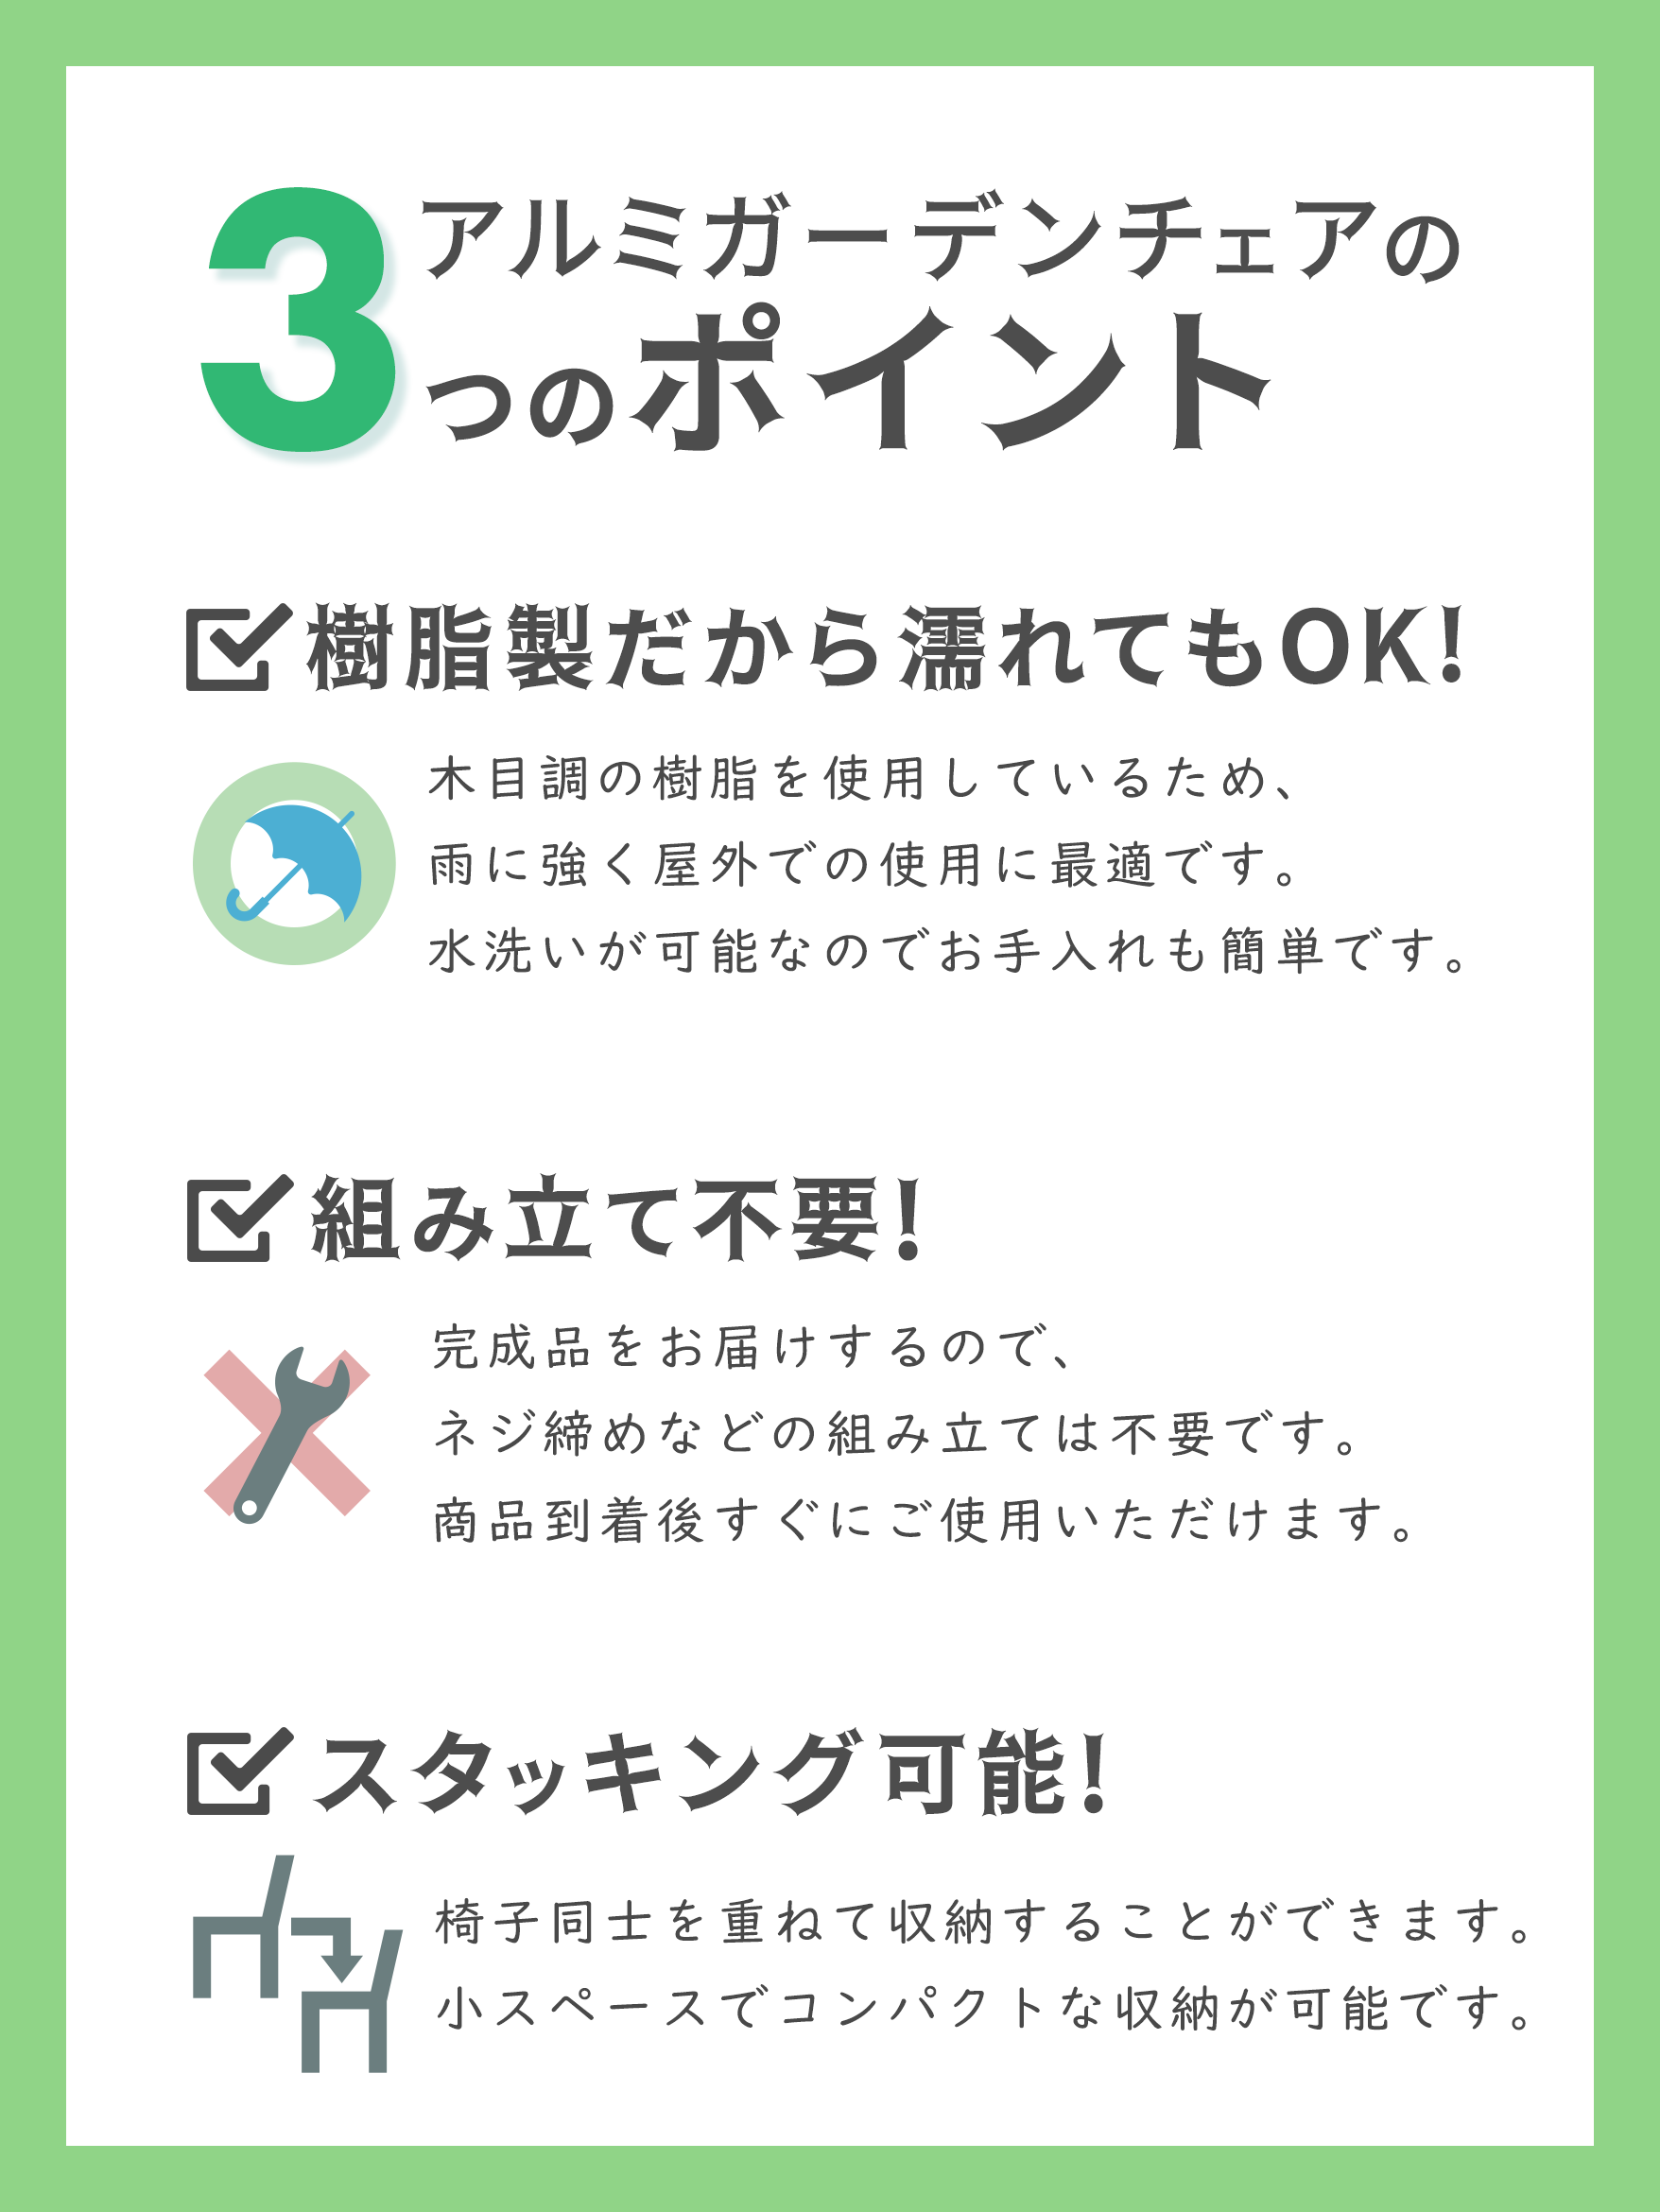 アルミガーデンチェアの
3つのポイント
樹脂製だから濡れてもOK!
木目調の樹脂を使用しているため、
雨に強く屋外での使用に最適です。
水洗いが可能なのでお手入れも簡単です。
組み立て不要!
完成品をお届けするので、
ネジ締めなどの組み立ては不要です。
商品到着後すぐにご使用いただけます。
スタッキング可能!
椅子同士を重ねて収納することができます。
小スペースでコンパクトな収納が可能です。